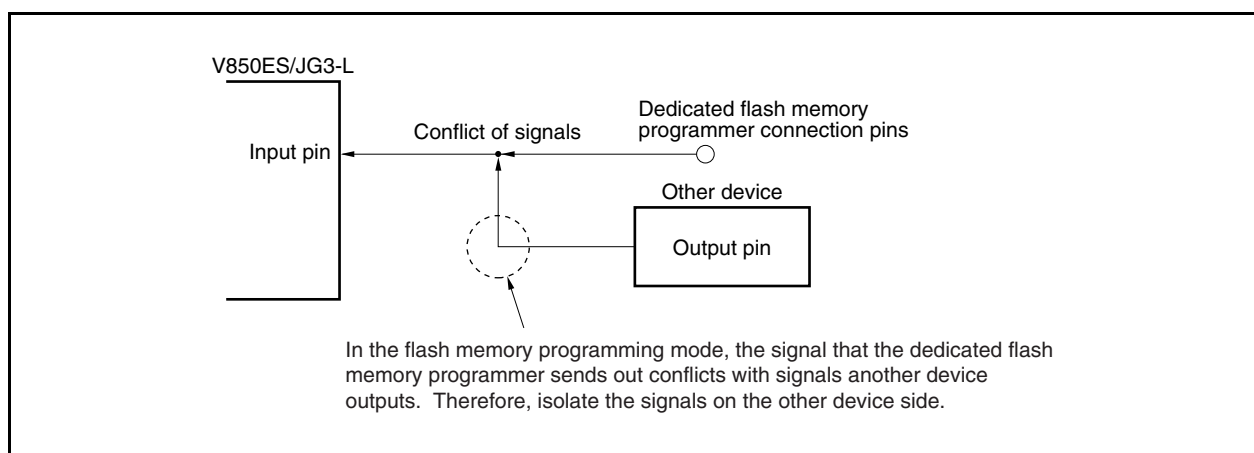 V850ES/JG3-L
Input pin
Conflict of signals
Dedicated flash memory
programmer connection pins
Other device
Output pin
In the flash memory programming mode, the signal that the dedicated flash
memory programmer sends out conflicts with signals another device
outputs.  Therefore, isolate the signals on the other device side.